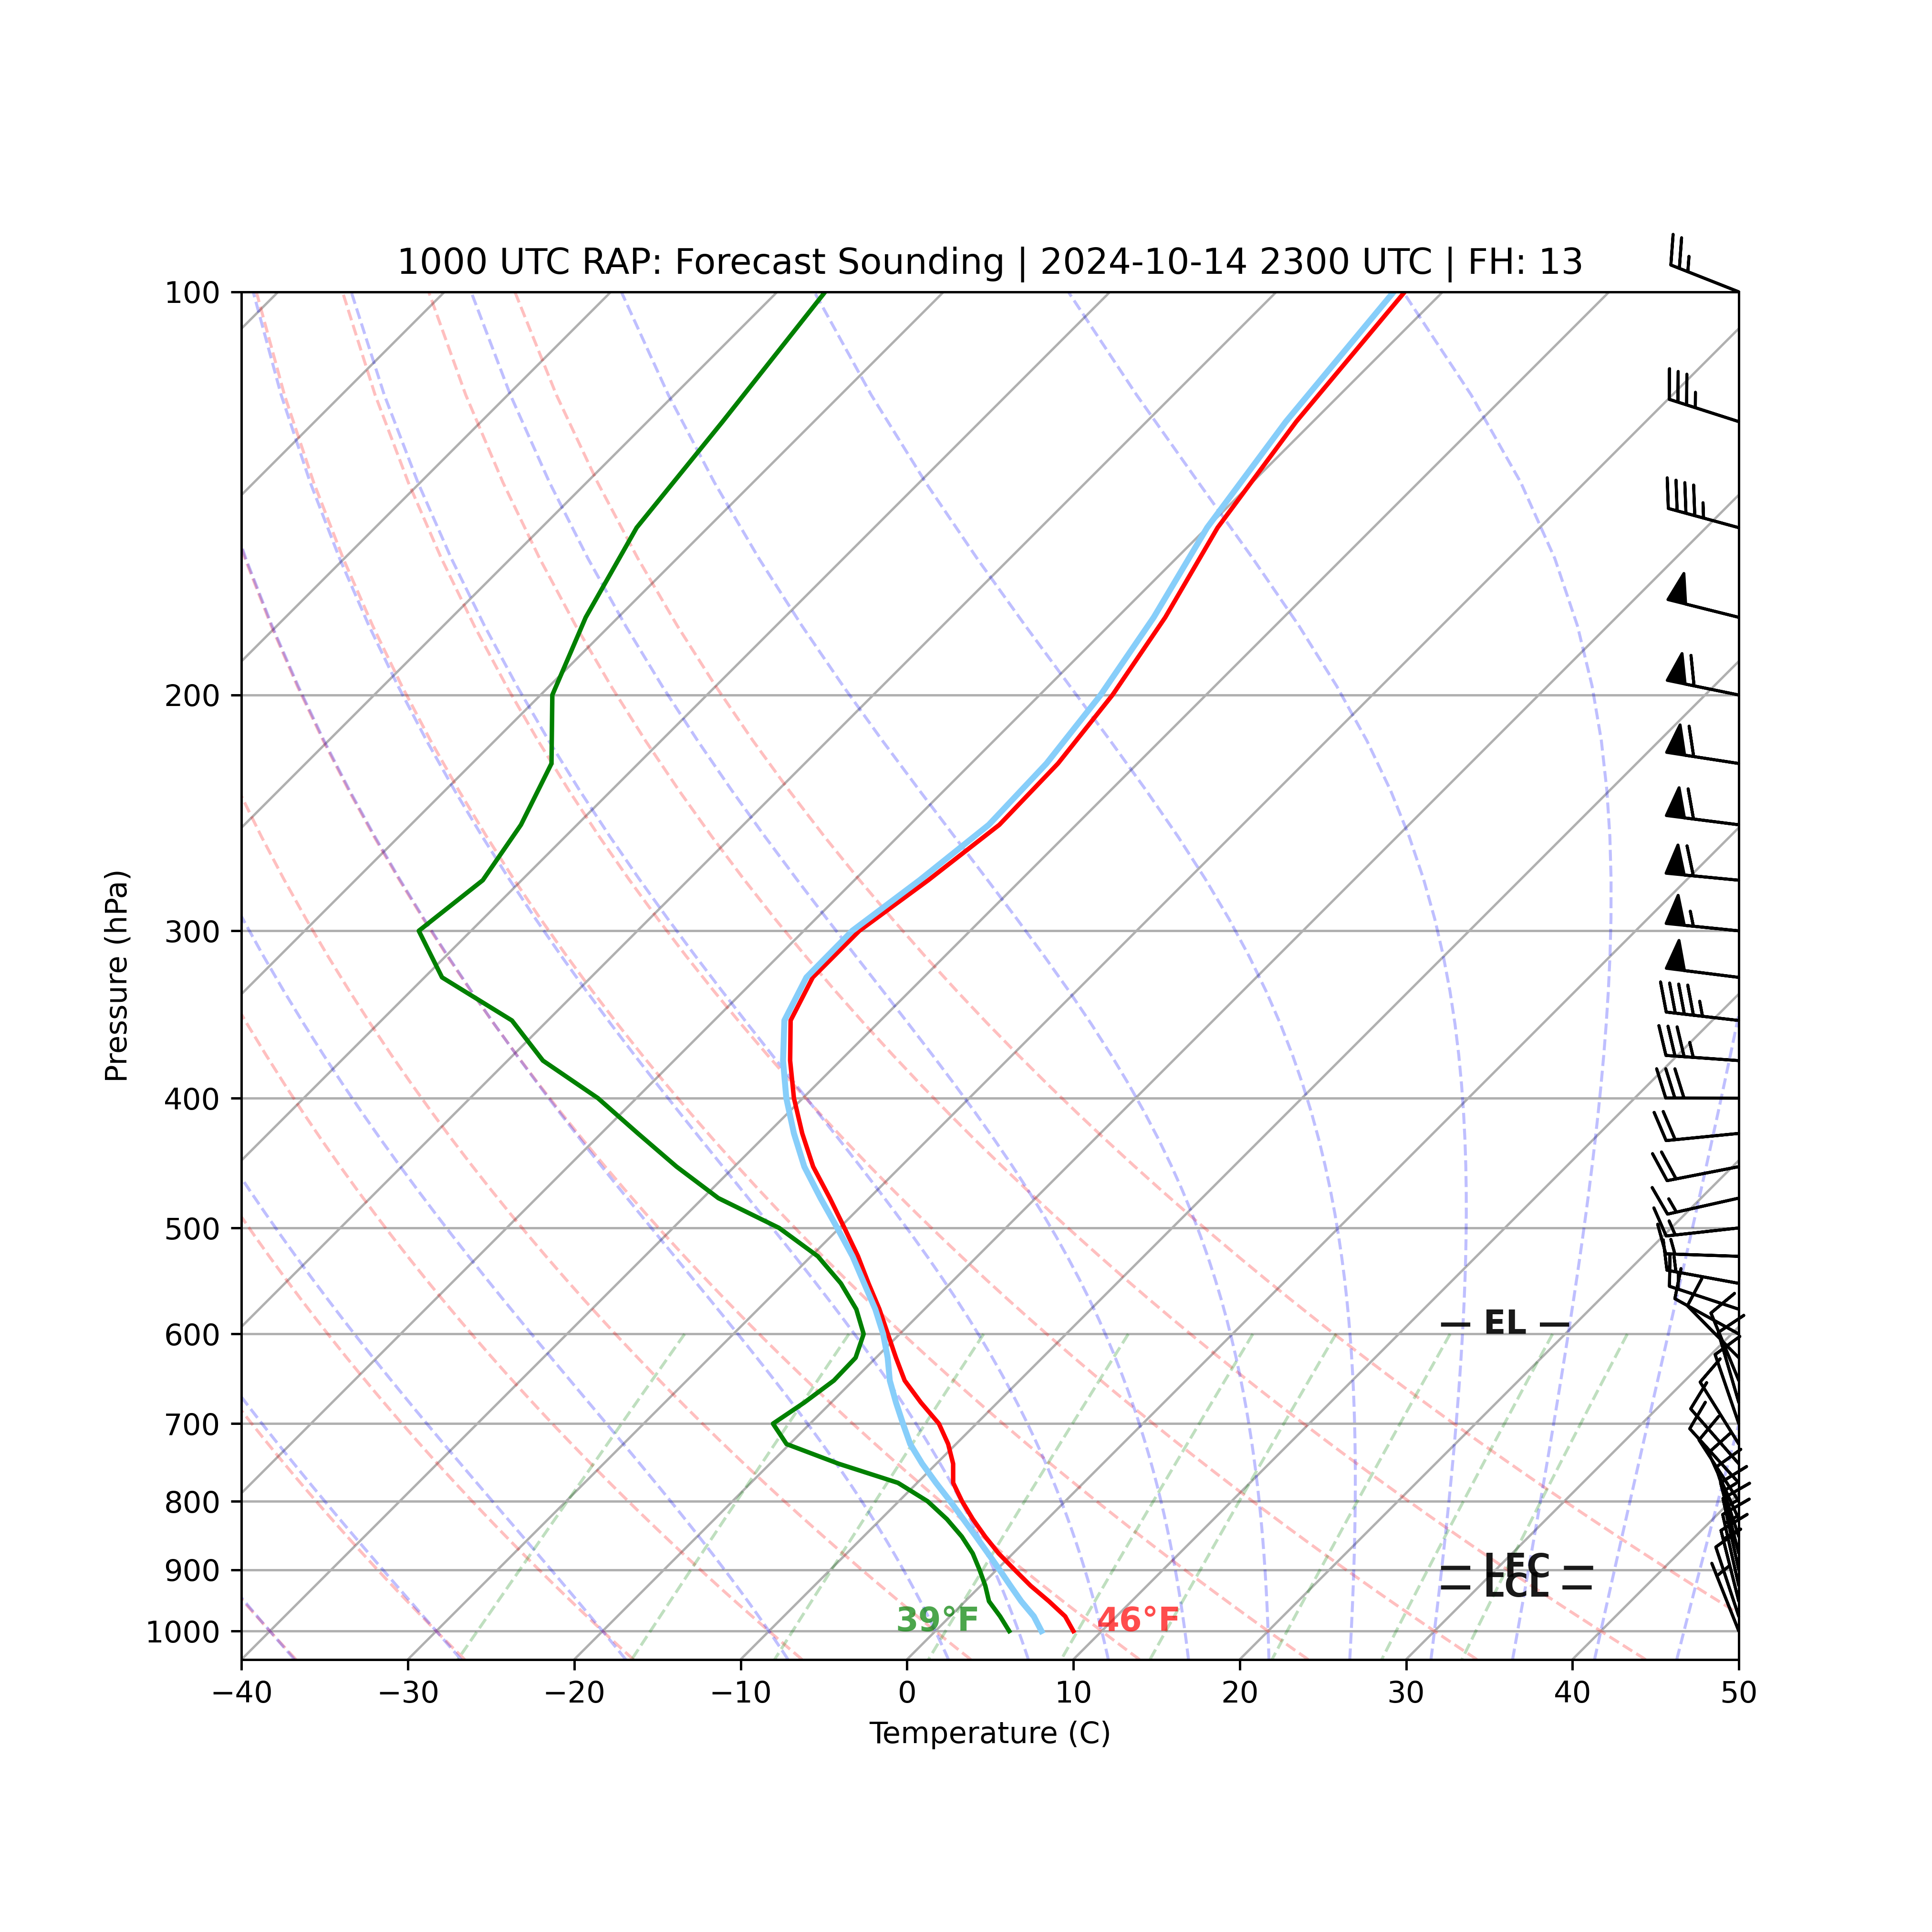 1000 UTC RAP: Forecast Sounding | 2024-10-14 2300 UTC | FH: 13
100
200
300
400
500
600
700
800
900
1000
Pressure (hPa)
— EL —
— LFC —
— LCL —
39°F
46°F
−40 −30 −20 −10 0 10 20 30 40 50
Temperature (C)